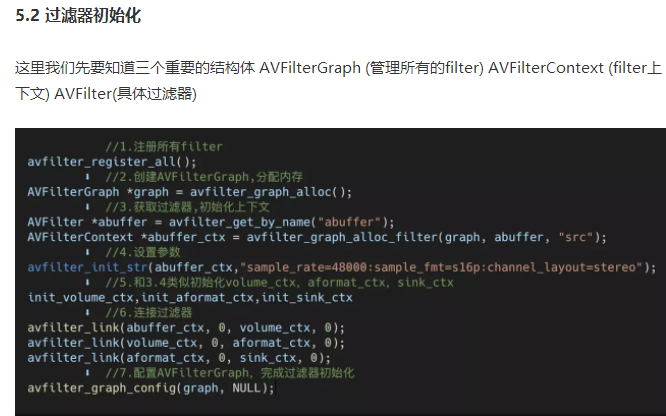 5.2 过滤器初始化
这里我们先要知道三个重要的结构体 AVFilterGraph (管理所有的filter) AVFilterContext (filter上
下文) AVFilter(具体过滤器)
//1.注册所有filter
avfilter_register_all();
⬇ //2.创建AVFilterGraph,分配内存
AVFilterGraph *graph = avfilter_graph_alloc();
⬇ //3.获取过滤器,初始化上下文
AVFilter *abuffer = avfilter_get_by_name("abuffer");
AVFilterContext *abuffer_ctx = avfilter_graph_alloc_filter(graph, abuffer, "src");
⬇ //4.设置参数
avfilter_init_str(abuffer_ctx,"sample_rate=48000:sample_fmt=s16p:channel_layout=stereo");
⬇ //5.和3.4类似初始化volume_ctx、aformat_ctx、sink_ctx
init_volume_ctx,init_aformat_ctx,init_sink_ctx
⬇ //6.连接过滤器
avfilter_link(abuffer_ctx, 0, volume_ctx, 0);
avfilter_link(volume_ctx, 0, aformat_ctx, 0);
avfilter_link(aformat_ctx, 0, sink_ctx, 0);
⬇ //7.配置AVFilterGraph、完成过滤器初始化
avfilter_graph_config(graph, NULL);